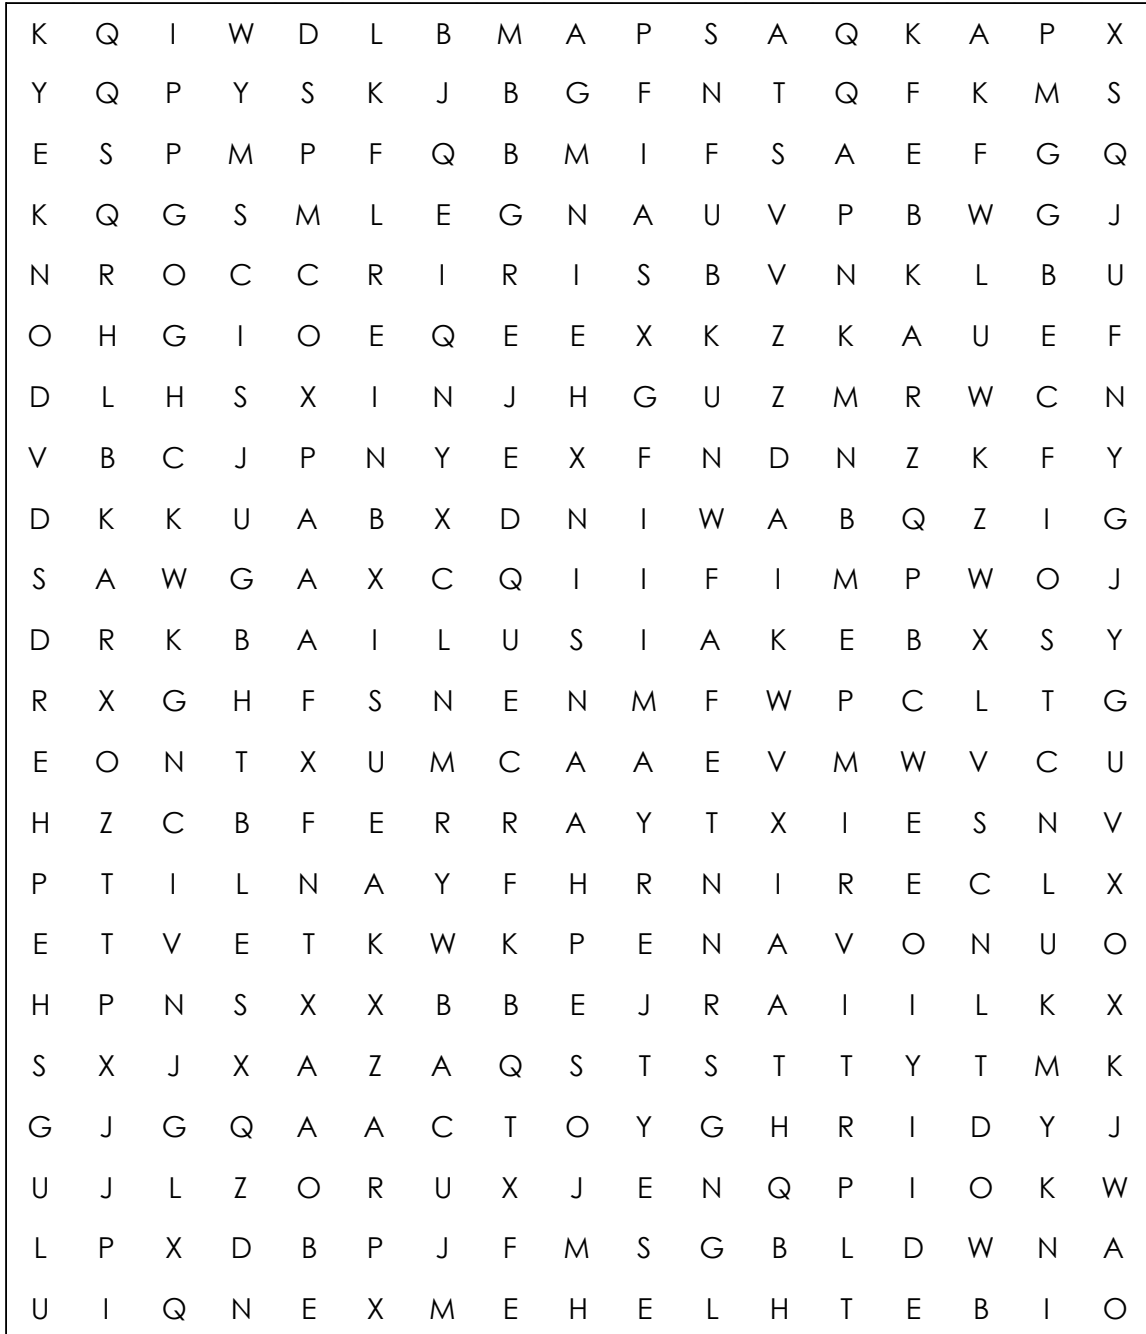 K Q I W D L B M A P S A Q K A P X
Y Q P Y S K J B G F N T Q F K M S
E S P M P F Q B M I F S A E F G Q
K Q G S M L E G N A U V P B W G J
N R O C C R I R I S B V N K L B U
O H G I O E Q E E X K Z K A U E F
D L H S X I N J H G U Z M R W C N
V B C J P N Y E X F N D N Z K F Y
D K K U A B X D N I W A B Q Z I G
S A W G A X C Q I I F I M P W O J
D R K B A I L U S I A K E B X S Y
R X G H F S N E N M F W P C L T G
E O N T X U M C A A E V M W V C U
H Z C B F E R R A Y T X I E S N V
P T I L N A Y F H R N I R E C L X
E T V E T K W K P E N A V O N U O
H P N S X X B B E J R A I I L K X
S X J X A Z A Q S T S T T Y T M K
G J G Q A A C T O Y G H R I D Y J
U J L Z O R U X J E N Q P I O K W
L P X D B P J F M S G B L D W N A
U I Q N E X M E H E L H T E B I O